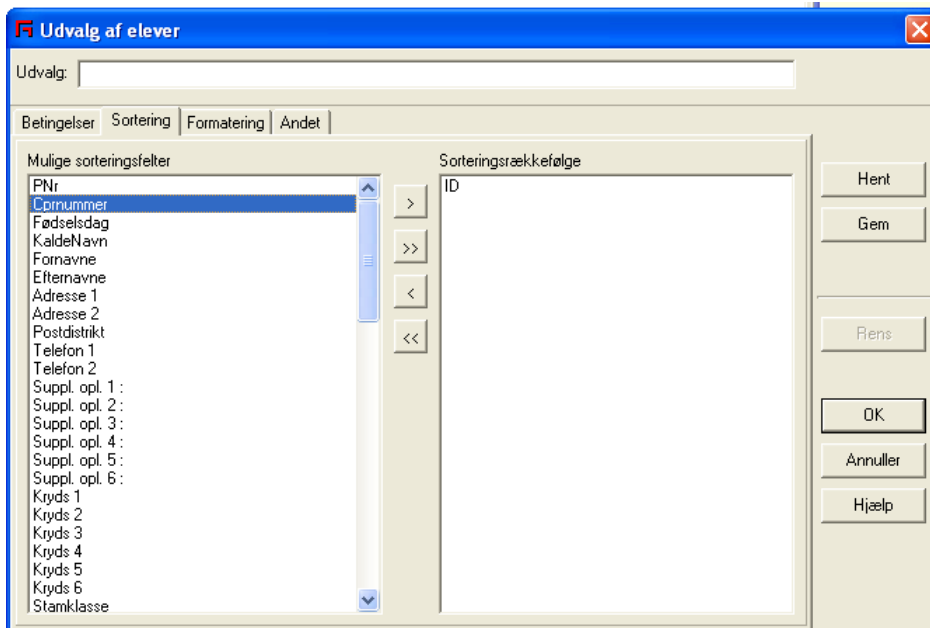 Udvalg af elever
Udvalg:
Betingelser Sortering Formatering Andet
Mulige sorteringsfelter
PNr
Cprnummer
Fødselsdag
KaldeNavn
Fornavne
Efternavne
Adresse 1
Adresse 2
Postdistrikt
Telefon 1
Telefon 2
Suppl. opl. 1 :
Suppl. opl. 2 :
Suppl. opl. 3 :
Suppl. opl. 4 :
Suppl. opl. 5 :
Suppl. opl. 6 :
Kryds 1
Kryds 2
Kryds 3
Kryds 4
Kryds 5
Kryds 6
Stamklasse
>
>>
<
<<
Sorteringsrækkefølge
ID
Hent
Gem
Rens
OK
Annuller
Hjælp